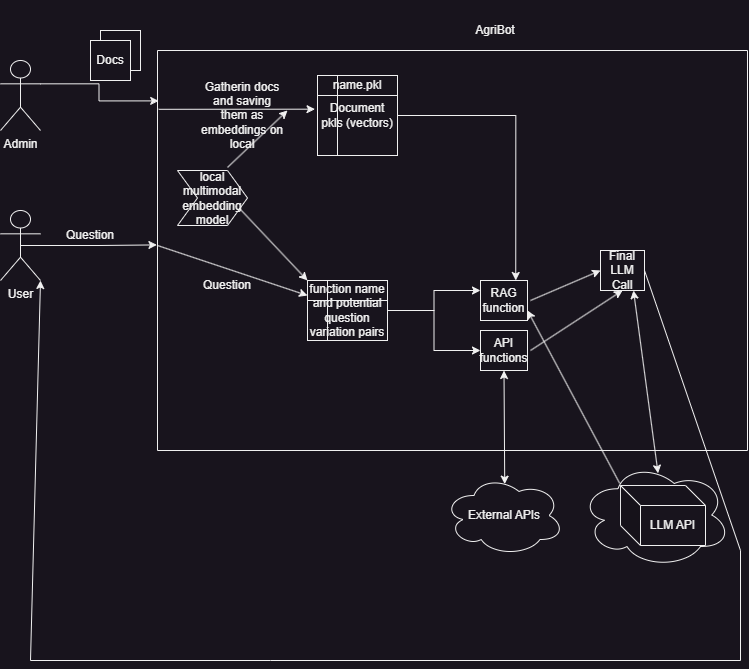 AgriBot
Docs
Admin
Gatherin docs
and saving
them as
embeddings on
local
name.pkl
Document
pkls (vectors)
local
multimodal
embedding
model
Question
User
Question
function name
and potential
question
variation pairs
RAG
function
API
functions
Final
LLM
Call
External APIs
LLM API